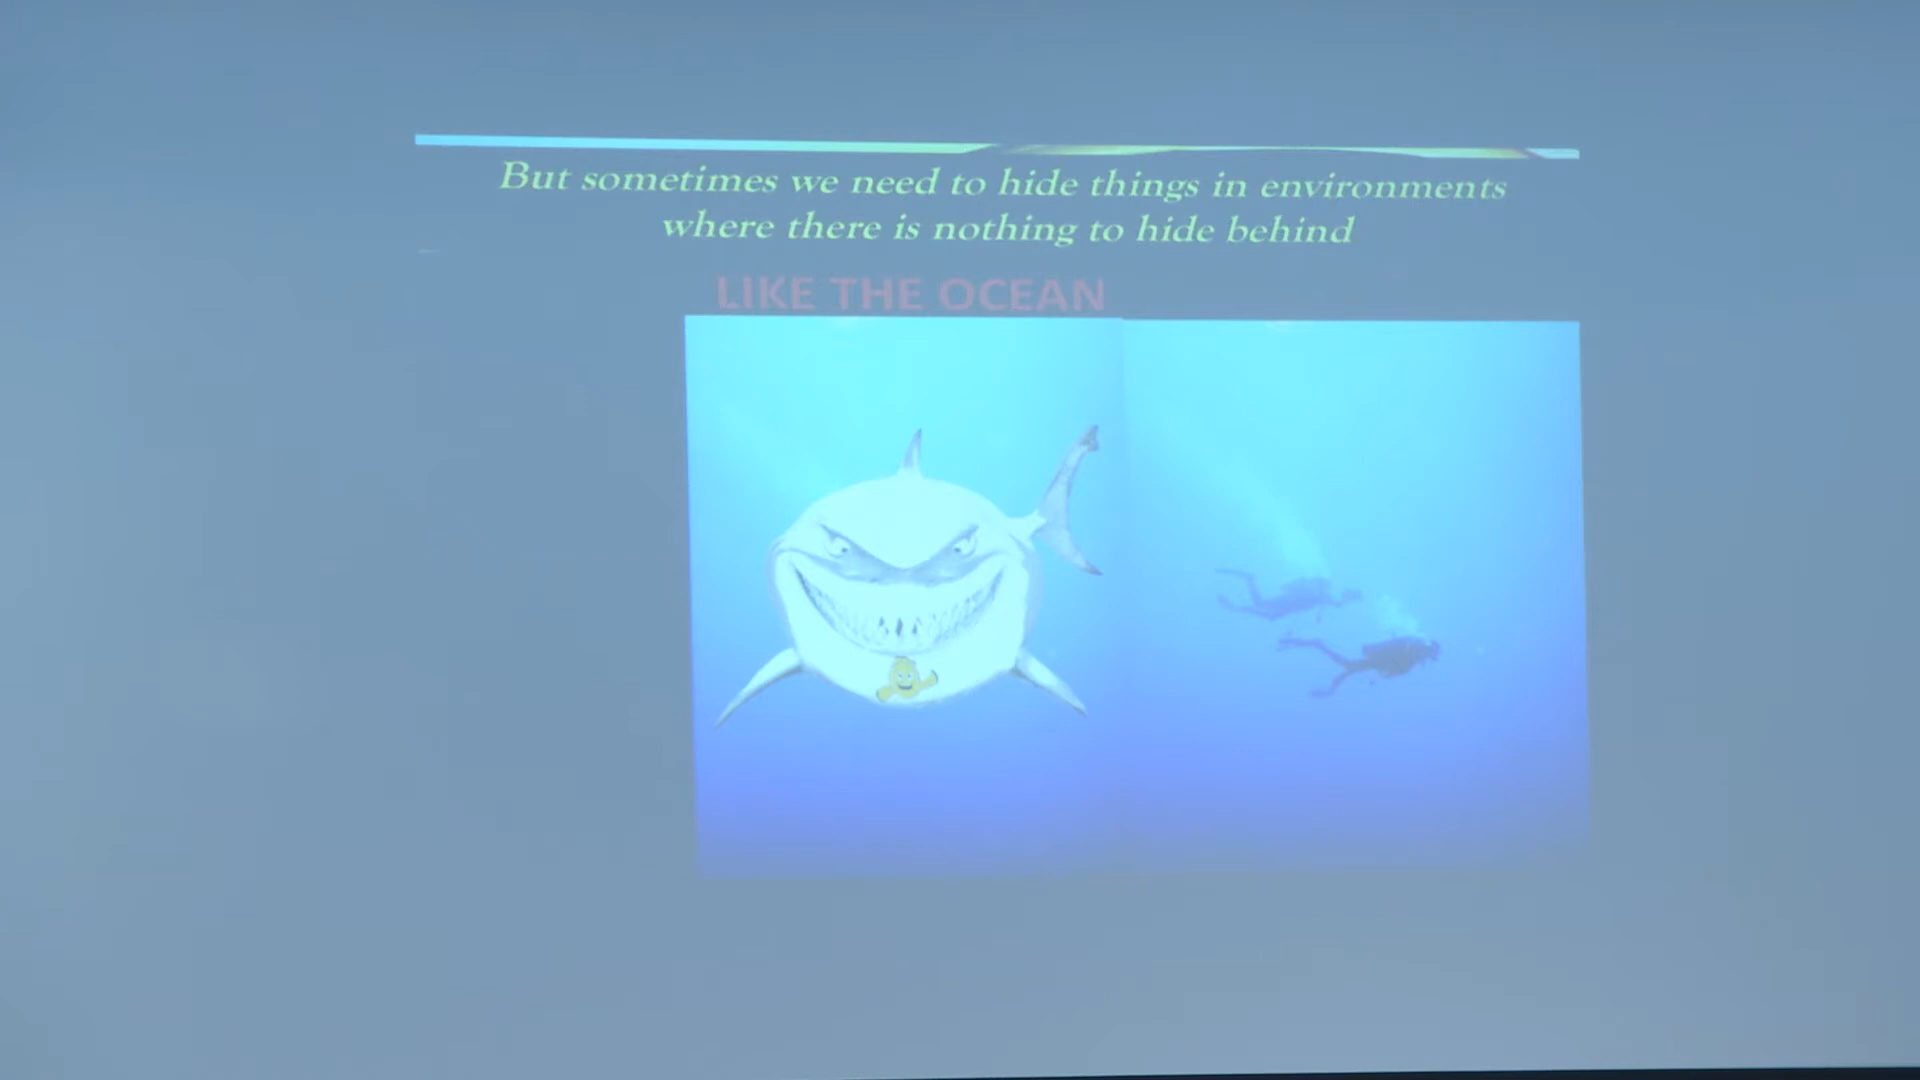 But sometimes we need to hide things in environments
where there is nothing to hide behind
LIKE THE OCEAN